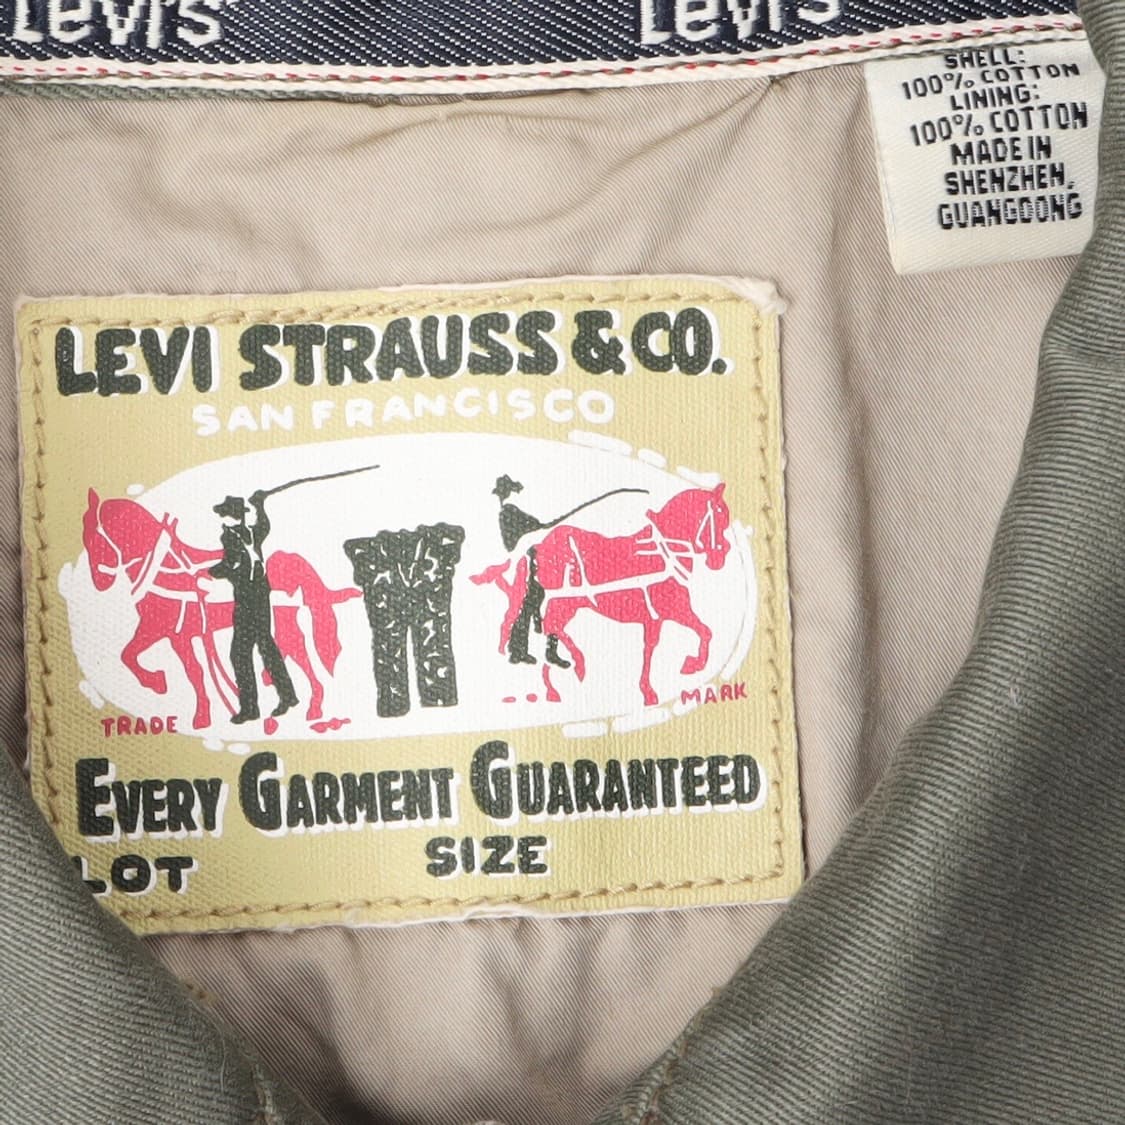 Levi's Levi's
SHELL:
100% COTTON
LINING:
100% COTTON
MADE IN
SHENZHEN,
GUANGDONG
LEVI STRAUSS & CO.
SAN FRANCISCO
TRADE MARK
EVERY GARMENT GUARANTEED
LOT SIZE